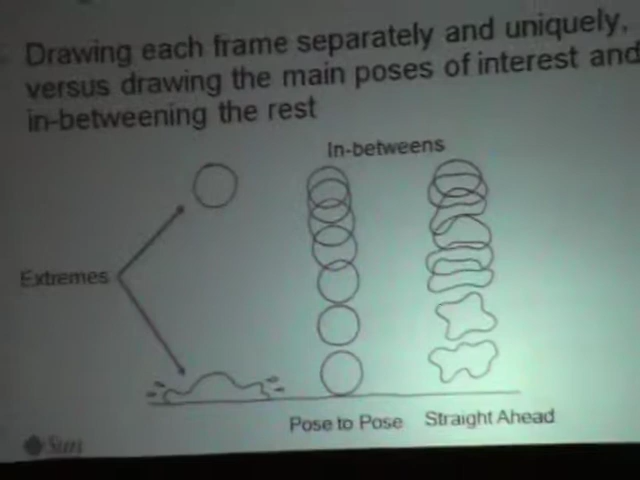 Drawing each frame separately and uniquely,
versus drawing the main poses of interest and
in-betweening the rest
In-betweens
Extremes
Pose to Pose
Straight Ahead
Sun